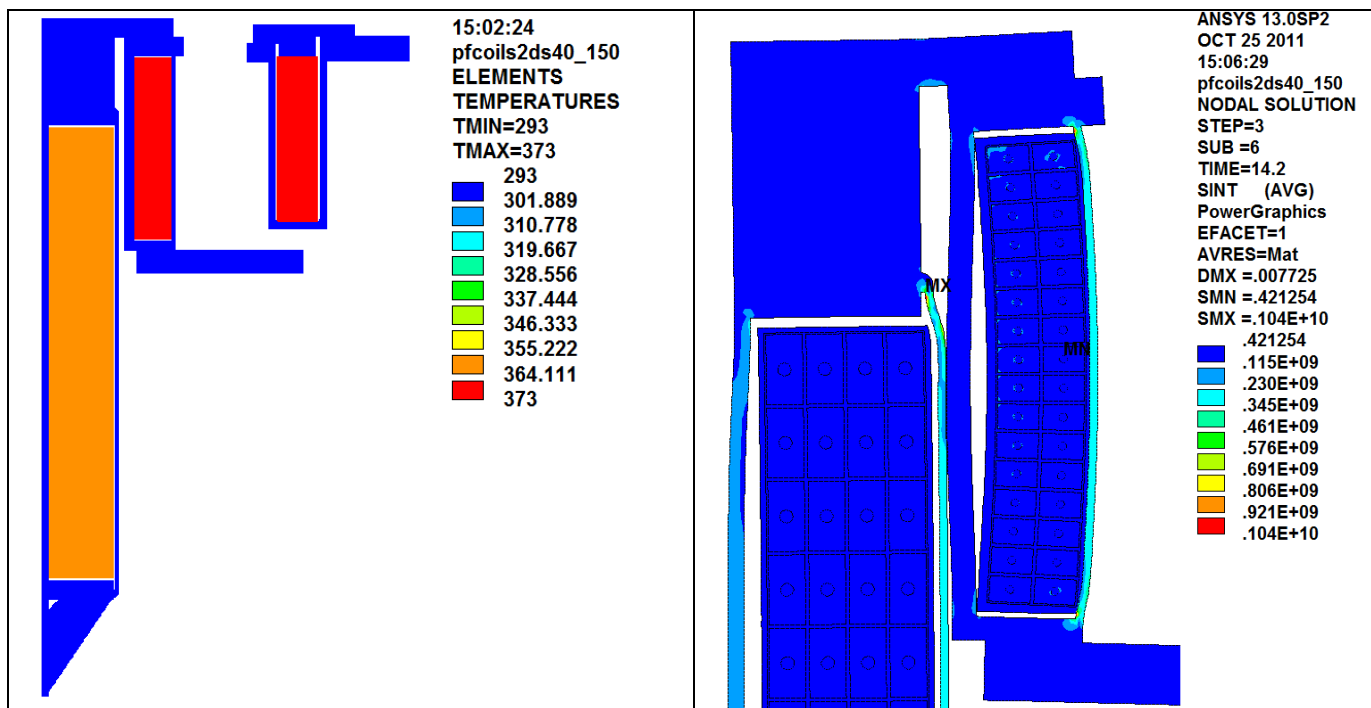 15:02:24
pfcoils2ds40_150
ELEMENTS
TEMPERATURES
TMIN=293
TMAX=373
293
301.889
310.778
319.667
328.556
337.444
346.333
355.222
364.111
373
MX
MN
ANSYS 13.0SP2
OCT 25 2011
15:06:29
pfcoils2ds40_150
NODAL SOLUTION
STEP=3
SUB =6
TIME=14.2
SINT (AVG)
PowerGraphics
EFACET=1
AVRES=Mat
DMX =.007725
SMN =.421254
SMX =.104E+10
.421254
.115E+09
.230E+09
.345E+09
.461E+09
.576E+09
.691E+09
.806E+09
.921E+09
.104E+10